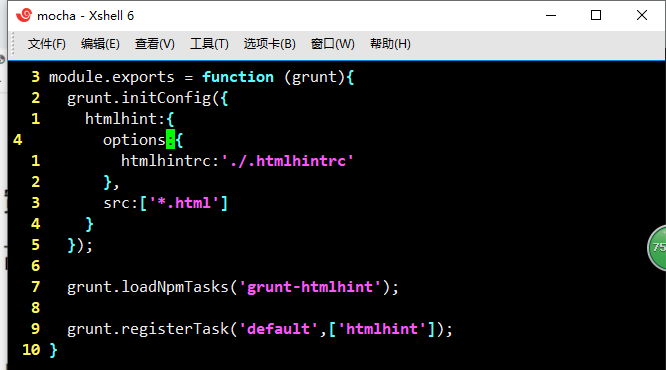 mocha - Xshell 6
文件(F) 编辑(E) 查看(V) 工具(T) 选项卡(B) 窗口(W) 帮助(H)
3 module.exports = function (grunt){
2   grunt.initConfig({
1     htmlhint:{
4       options:{
1         htmlhintrc:'./.htmlhintrc'
2       },
3       src:['*.html']
4     }
5   });
6
7   grunt.loadNpmTasks('grunt-htmlhint');
8
9   grunt.registerTask('default',['htmlhint']);
10 }
75